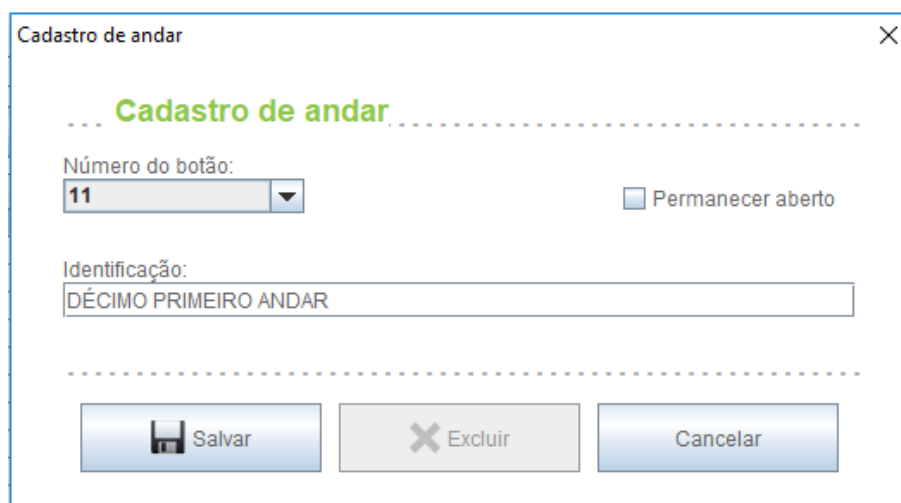 Cadastro de andar
Cadastro de andar
Número do botão:
11
Permanecer aberto
Identificação:
DÉCIMO PRIMEIRO ANDAR
Salvar
Excluir
Cancelar